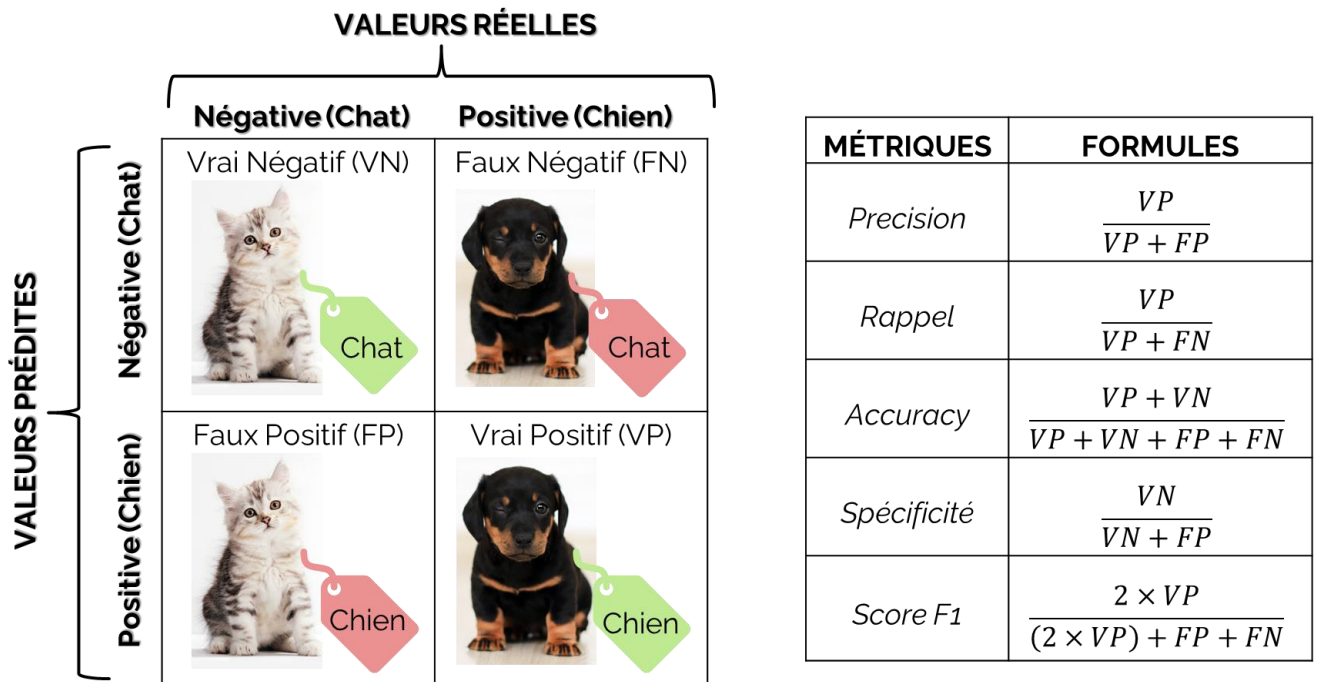 VALEURS RÉELLES
Négative (Chat) Positive (Chien)
VALEURS PRÉDITES
Négative (Chat)
Vrai Négatif (VN) Faux Négatif (FN)
Chat Chat
Positive (Chien)
Faux Positif (FP) Vrai Positif (VP)
Chien Chien
MÉTRIQUES FORMULES
Precision
VP
VP + FP
Rappel
VP
VP + FN
Accuracy
VP + VN
VP + VN + FP + FN
Spécificité
VN
VN + FP
Score F1
2 × VP
(2 × VP) + FP + FN